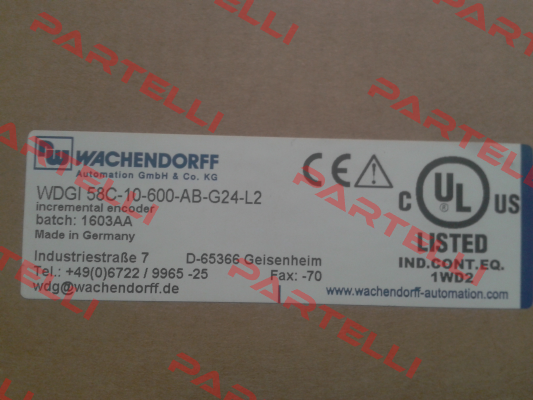 WACHENDORFF
Automation GmbH & Co. KG
WDGI 58C-10-600-AB-G24-L2
incremental encoder
batch: 1603AA
Made in Germany
Industriestraße 7 D-65366 Geisenheim
Tel.: +49(0)6722 / 9965 -25 Fax: -70
wdg@wachendorff.de
CE
C UL US
LISTED
IND.CONT.EQ.
1WD2
www.wachendorff-automation.com
PARTELLI
PARTELLI
PARTELLI
PARTELLI
PARTELLI
PARTELLI